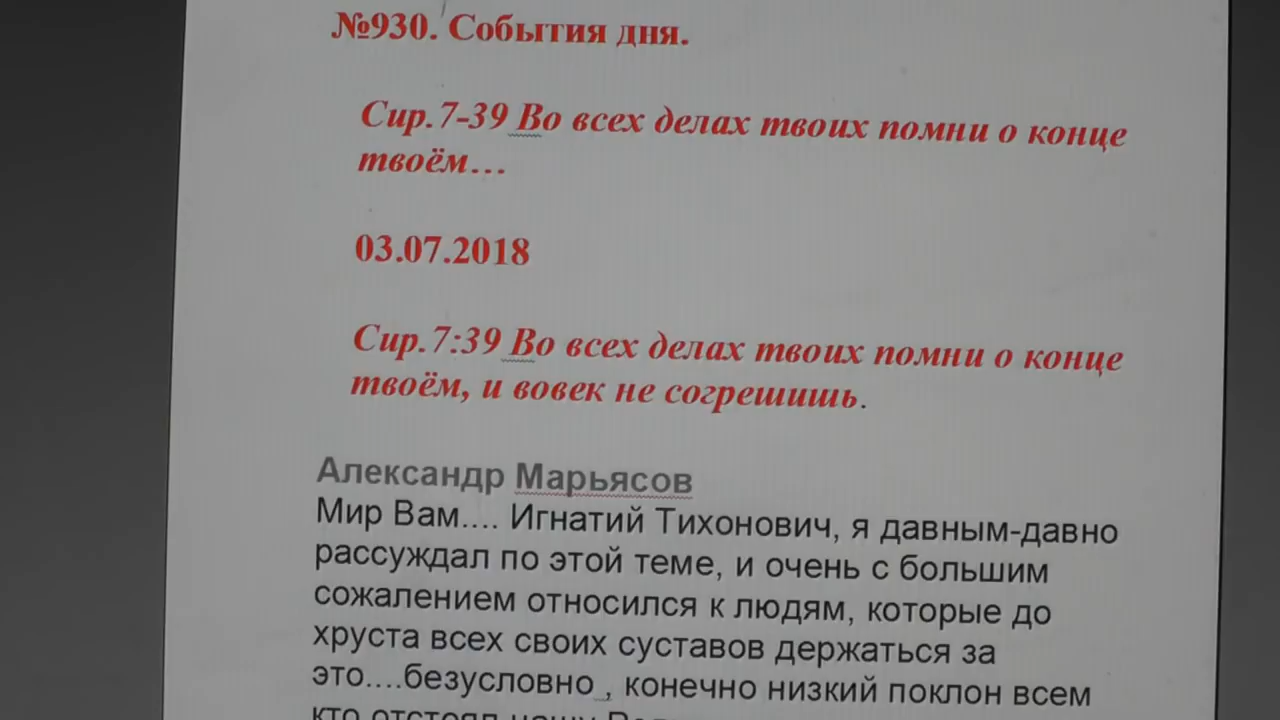 №930. События дня.
Сир.7-39 Во всех делах твоих помни о конце
твоём…
03.07.2018
Сир.7:39 Во всех делах твоих помни о конце
твоём, и вовек не согрешишь.
Александр Марьясов
Мир Вам.... Игнатий Тихонович, я давным-давно
рассуждал по этой теме, и очень с большим
сожалением относился к людям, которые до
хруста всех своих суставов держаться за
это....безусловно , конечно низкий поклон всем
кто отстоял нашу